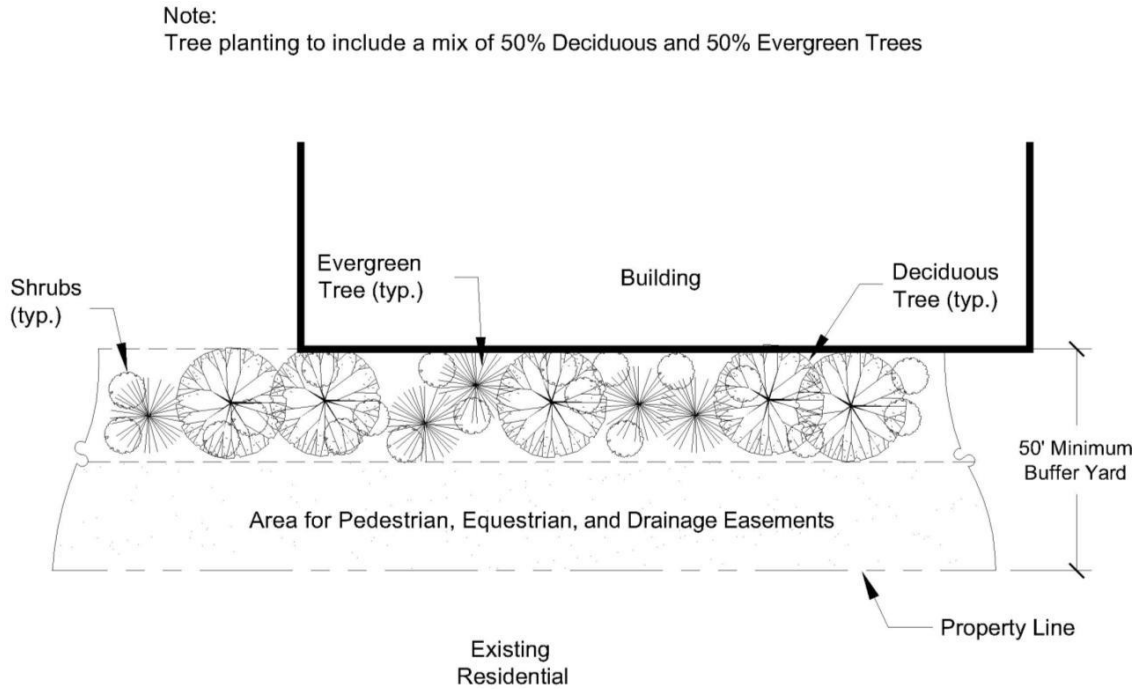 Note:
Tree planting to include a mix of 50% Deciduous and 50% Evergreen Trees
Evergreen
Tree (typ.)
Building
Deciduous
Tree (typ.)
Shrubs
(typ.)
50' Minimum
Buffer Yard
Area for Pedestrian, Equestrian, and Drainage Easements
Property Line
Existing
Residential